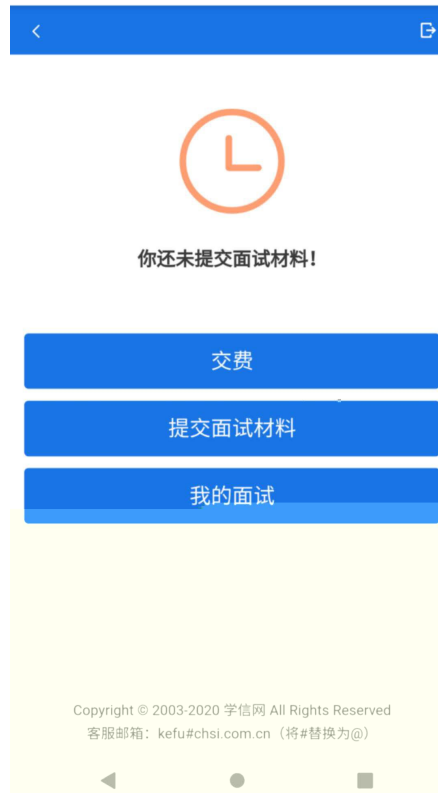 你还未提交面试材料！
交费
提交面试材料
我的面试
Copyright © 2003-2020 学信网 All Rights Reserved
客服邮箱：kefu#chsi.com.cn（将#替换为@）